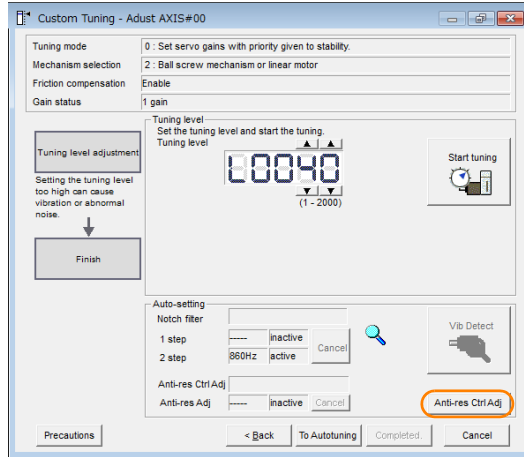 Custom Tuning - Adust AXIS#00
Tuning mode
0 : Set servo gains with priority given to stability.
Mechanism selection
2 : Ball screw mechanism or linear motor
Friction compensation
Enable
Gain status
1 gain
Tuning level adjustment
Setting the tuning level
too high can cause
vibration or abnormal
noise.
Finish
Tuning level
Set the tuning level and start the tuning.
Tuning level
L0040
(1 - 2000)
Start tuning
Auto-setting
Notch filter
1 step
-----
inactive
2 step
860Hz
active
Cancel
Anti-res Ctrl Adj
Anti-res Adj
-----
inactive
Cancel
Vib Detect
Anti-res Ctrl Adj
Precautions
< Back
To Autotuning
Completed.
Cancel